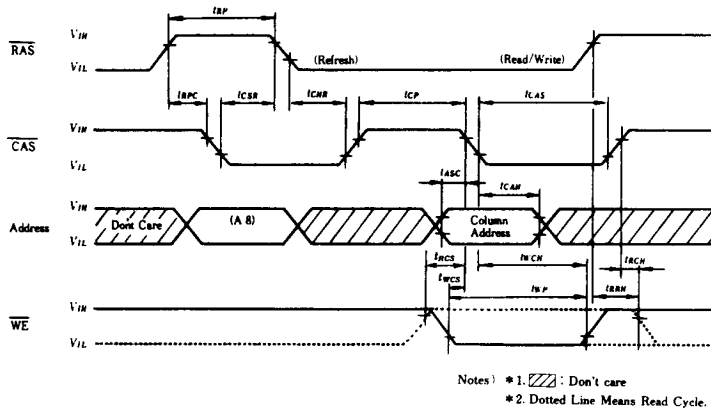 tRP
RAS
VIH
VIL
(Refresh)
(Read/Write)
tRPC
tCSR
tCHR
tCP
tCAS
CAS
VIH
VIL
tASC
tCAH
Address
VIH
VIL
Dont Care
(A 8)
Column
Address
tRCS
tWCH
tRCH
tWCS
tWP
tRRH
WE
VIH
VIL
Notes) *1. : Don't care
*2. Dotted Line Means Read Cycle.